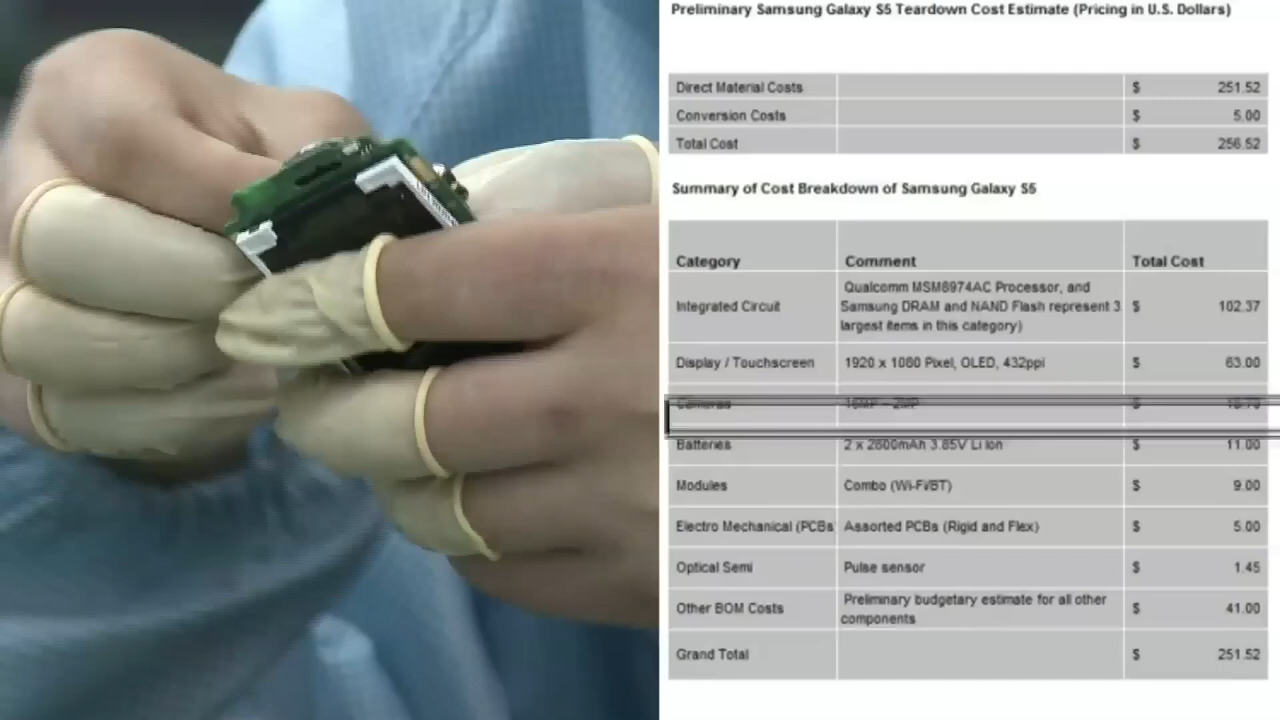 Preliminary Samsung Galaxy S5 Teardown Cost Estimate (Pricing in U.S. Dollars)
Direct Material Costs $ 251.52
Conversion Costs $ 5.00
Total Cost $ 256.52
Summary of Cost Breakdown of Samsung Galaxy S5
Category Comment Total Cost
Qualcomm MSM8974AC Processor, and
Integrated Circuit Samsung DRAM and NAND Flash represent 3 $ 102.37
largest items in this category)
Display / Touchscreen 1920 x 1080 Pixel, OLED, 432ppi $ 63.00
Cameras 16MP - 2MP $ 18.70
Batteries 2 x 2800mAh 3.85V Li Ion $ 11.00
Modules Combo (Wi-Fi/BT) $ 9.00
Electro Mechanical (PCBs Assorted PCBs (Rigid and Flex) $ 5.00
Optical Semi Pulse sensor $ 1.45
Other BOM Costs Preliminary budgetary estimate for all other $ 41.00
components
Grand Total $ 251.52